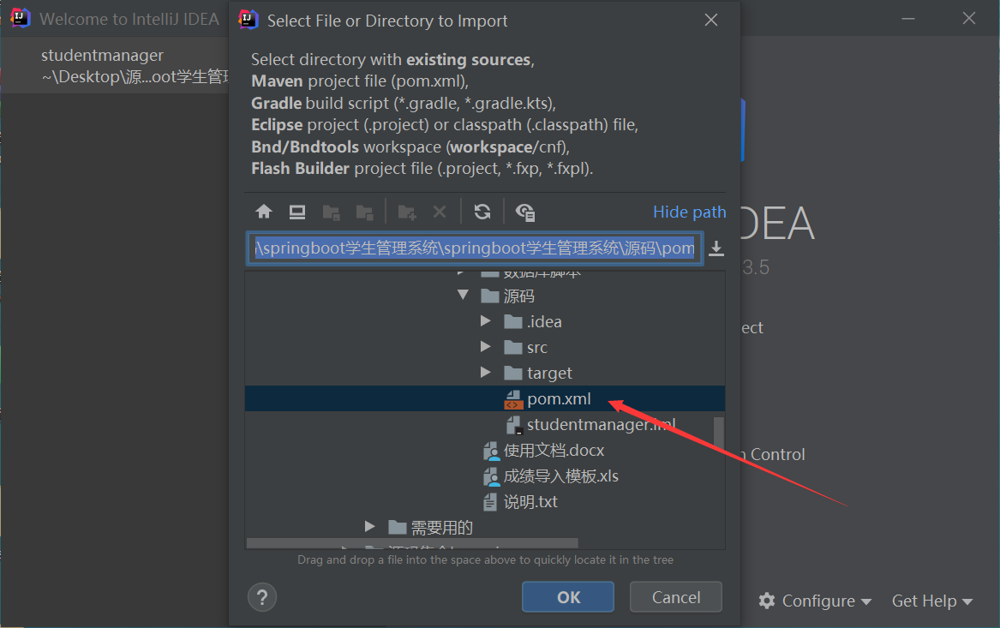 Welcome to IntelliJ IDEA
Select File or Directory to Import
studentmanager
~\Desktop\源...oot学生管理
Select directory with existing sources,
Maven project file (pom.xml),
Gradle build script (*.gradle, *.gradle.kts),
Eclipse project (.project) or classpath (.classpath) file,
Bnd/Bndtools workspace (workspace/cnf),
Flash Builder project file (.project, *.fxp, *.fxpl).
Hide path
\springboot学生管理系统\springboot学生管理系统\源码\pom
DEA
3.5
数据库脚本
源码
.idea
ect
src
target
pom.xml
studentmanager.iml
使用文档.docx
n Control
成绩导入模板.xls
说明.txt
需要用的
Drag and drop a file into the space above to quickly locate it in the tree
?
OK
Cancel
Configure
Get Help